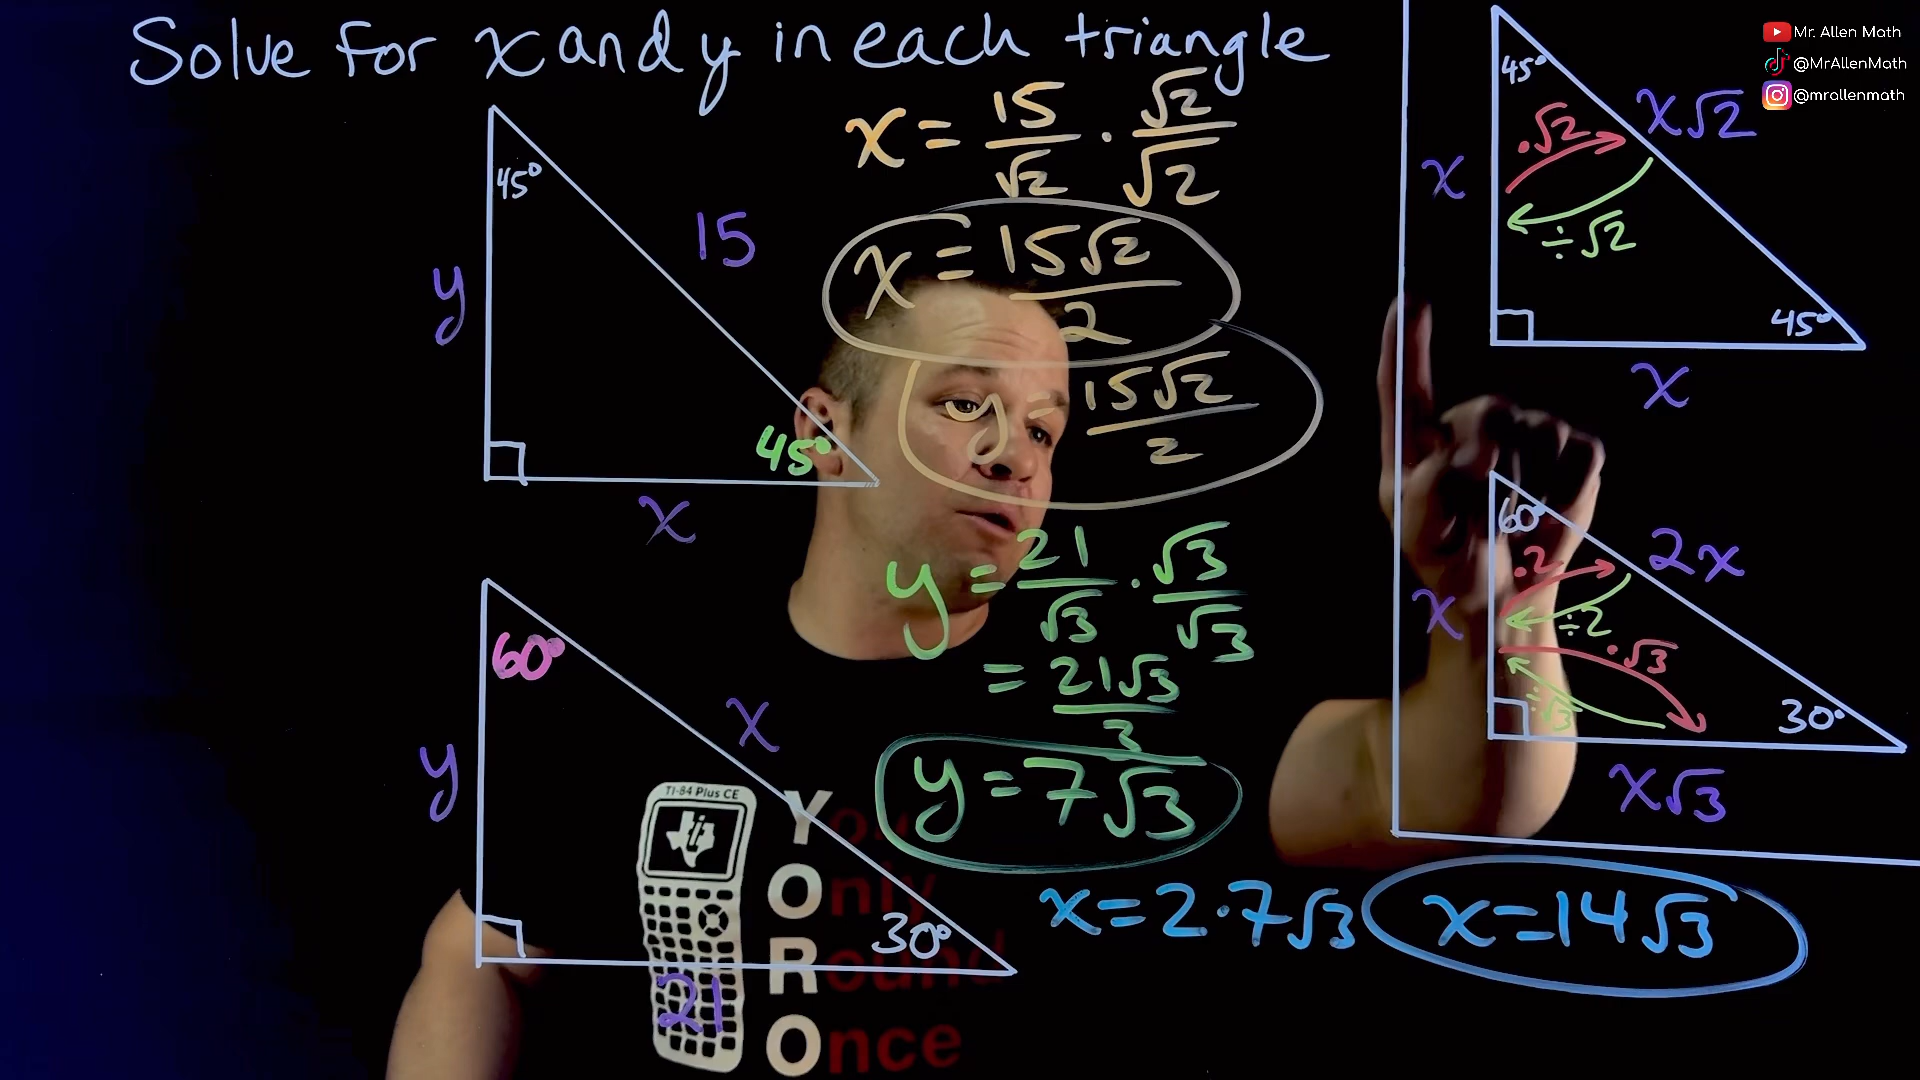 Solve for x and y in each triangle
45°
15
y
45°
x
x = 15/√2 · √2/√2
x = 15√2/2
y = 15√2/2
60°
x
y
30°
21
y = 21/√3 · √3/√3
= 21√3/3
y = 7√3
x = 2·7√3
x = 14√3
45°
x√2
·√2
x
÷√2
45°
x
60°
2x
·2
x
÷2
·√3
÷√3
30°
x√3
Mr. Allen Math
@MrAllenMath
@mrallenmath
TI-84 Plus CE
You
Only
Round
Once